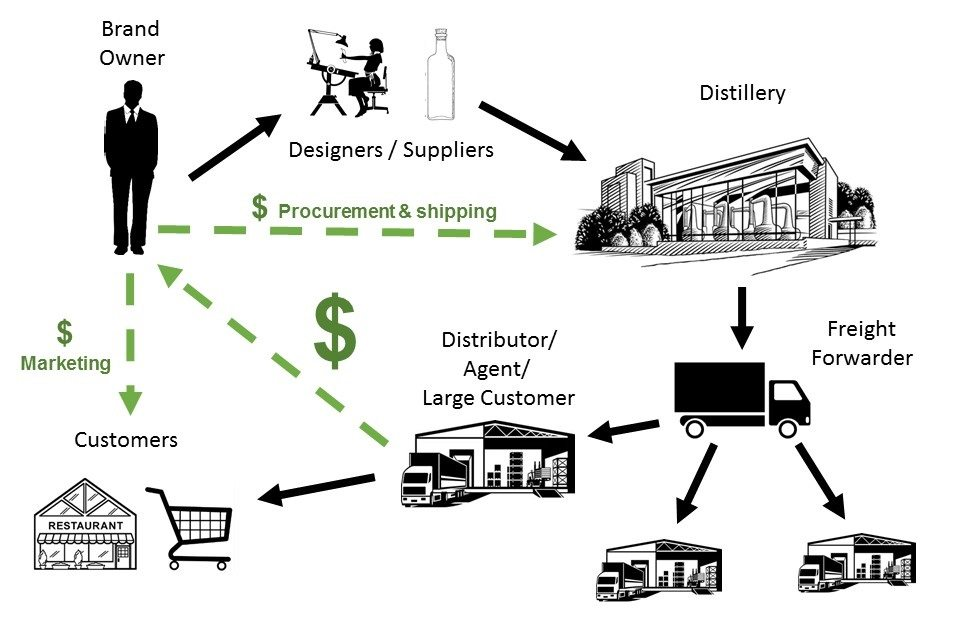 Brand
Owner
Designers / Suppliers
Distillery
$ Procurement & shipping
$
Marketing
$
Distributor/
Agent/
Large Customer
Freight
Forwarder
Customers
RESTAURANT